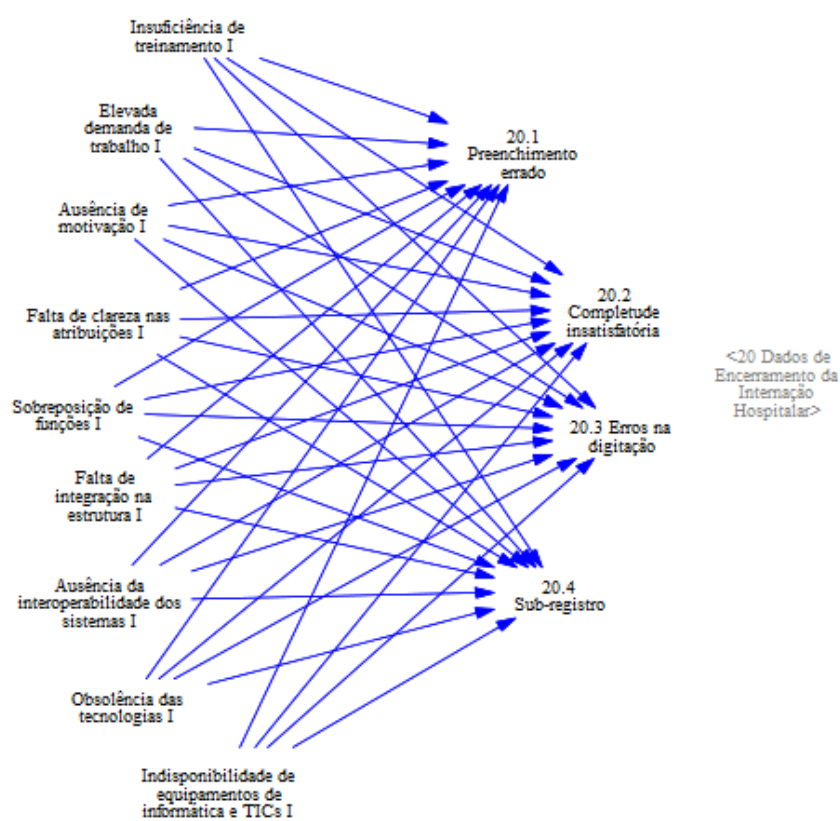 Insuficiência de
treinamento I
Elevada
demanda de
trabalho I
Ausência de
motivação I
Falta de clareza nas
atribuições I
Sobreposição de
funções I
Falta de
integração na
estrutura I
Ausência da
interoperabilidade dos
sistemas I
Obsolência das
tecnologias I
Indisponibilidade de
equipamentos de
informática e TICs I
20.1
Preenchimento
errado
20.2
Completude
insatisfatória
20.3 Erros na
digitação
20.4
Sub-registro
<20 Dados de
Encerramento da
Internação
Hospitalar>